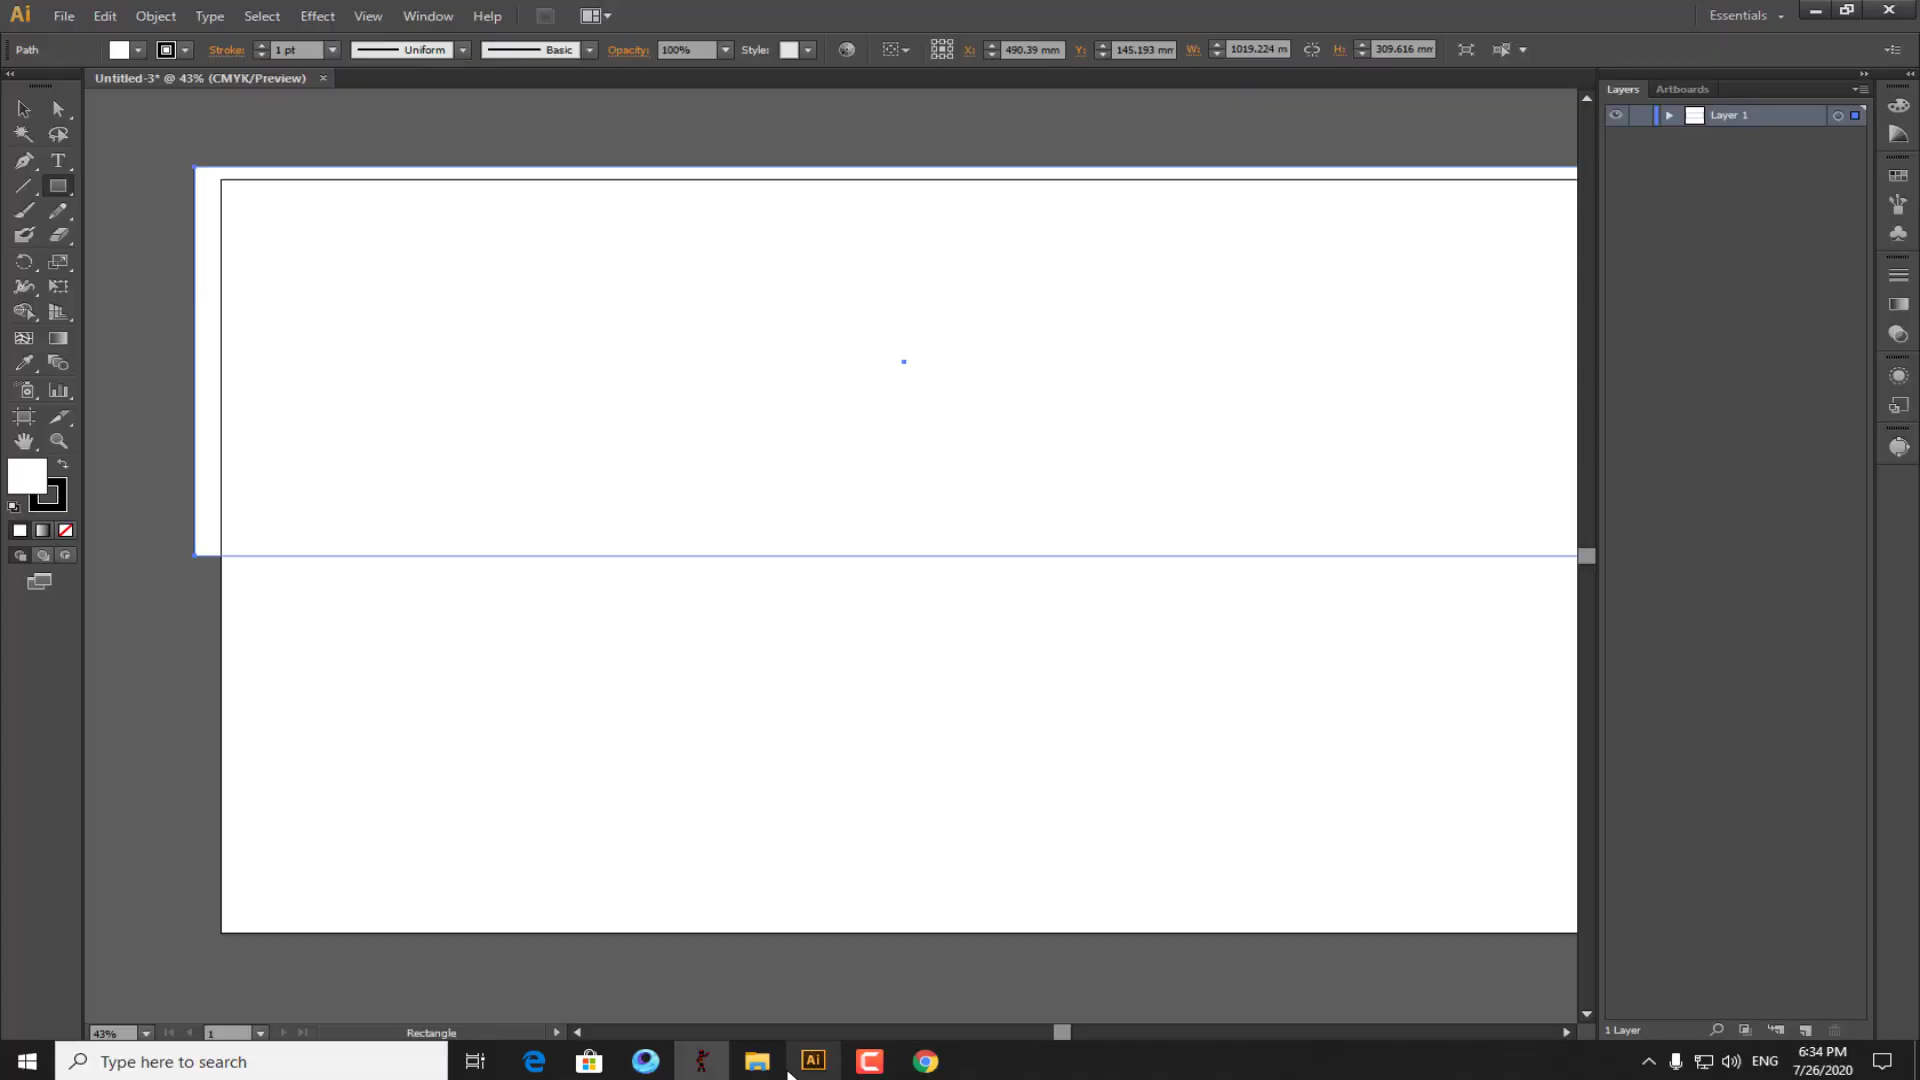 Ai File Edit Object Type Select Effect View Window Help Essentials
Path Stroke: 1 pt Uniform Basic Opacity: 100% Style: X: 490.39 mm Y: 145.193 mm W: 1019.224 m H: 309.616 mm
Untitled-3* @ 43% (CMYK/Preview)
Layers Artboards
Layer 1
T
43% 1 Rectangle
1 Layer
Type here to search
Ai
ENG
6:34 PM
7/26/2020